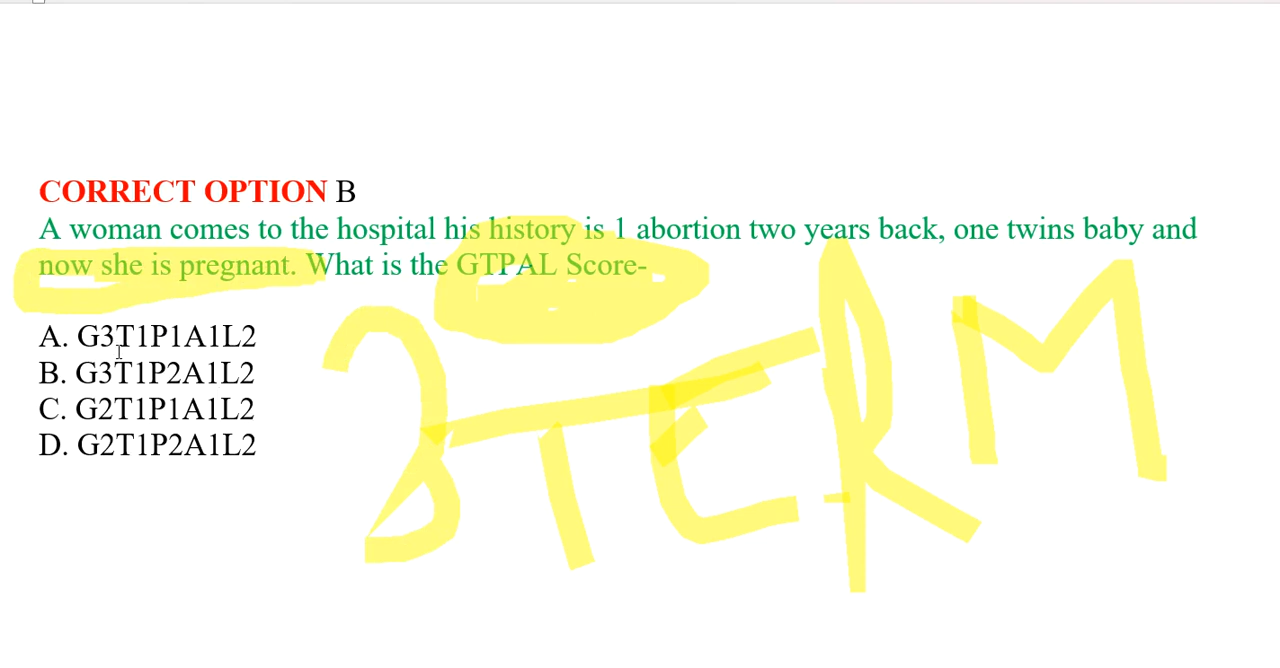 CORRECT OPTION B
A woman comes to the hospital his history is 1 abortion two years back, one twins baby and
now she is pregnant. What is the GTPAL Score-
A. G3T1P1A1L2
B. G3T1P2A1L2
C. G2T1P1A1L2
D. G2T1P2A1L2
3TERM